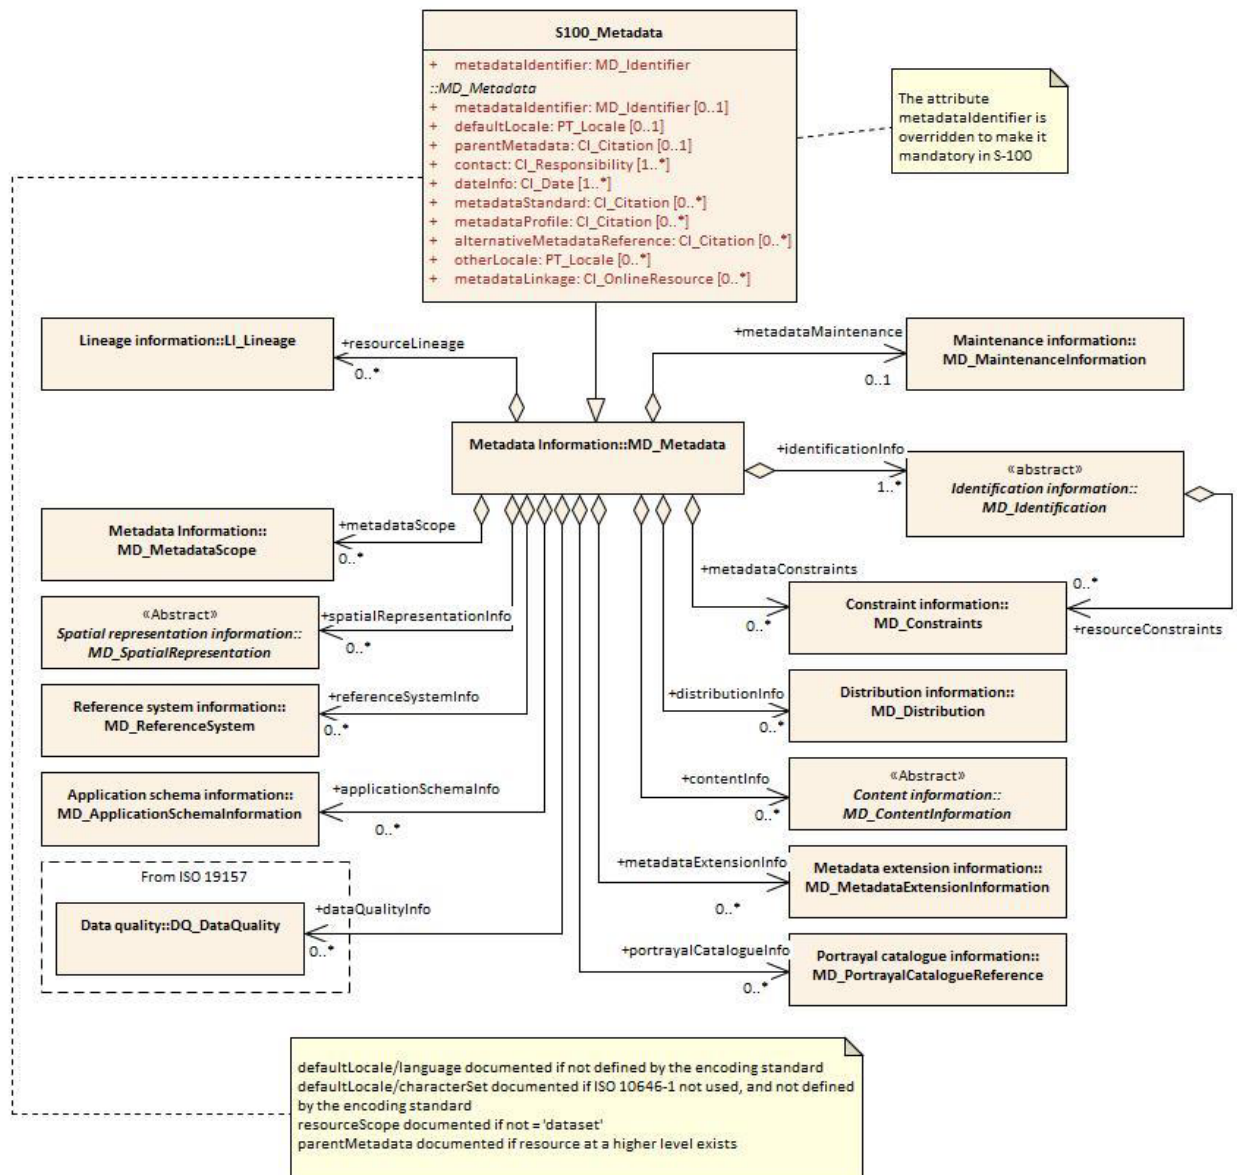 S100_Metadata
+ metadataIdentifier: MD_Identifier
::MD_Metadata
+ metadataIdentifier: MD_Identifier [0..1]
+ defaultLocale: PT_Locale [0..1]
+ parentMetadata: CI_Citation [0..1]
+ contact: CI_Responsibility [1..*]
+ dateInfo: CI_Date [1..*]
+ metadataStandard: CI_Citation [0..*]
+ metadataProfile: CI_Citation [0..*]
+ alternativeMetadataReference: CI_Citation [0..*]
+ otherLocale: PT_Locale [0..*]
+ metadataLinkage: CI_OnlineResource [0..*]
The attribute
metadataIdentifier is
overridden to make it
mandatory in S-100
Lineage information::LI_Lineage
+resourceLineage
0..*
+metadataMaintenance
0..1
Maintenance information::
MD_MaintenanceInformation
Metadata Information::MD_Metadata
+identificationInfo
1..*
«abstract»
Identification information::
MD_Identification
Metadata Information::
MD_MetadataScope
+metadataScope
0..*
+metadataConstraints
0..*
Constraint information::
MD_Constraints
0..*
+resourceConstraints
«Abstract»
Spatial representation information::
MD_SpatialRepresentation
+spatialRepresentationInfo
0..*
Reference system information::
MD_ReferenceSystem
+referenceSystemInfo
0..*
+distributionInfo
0..*
Distribution information::
MD_Distribution
Application schema information::
MD_ApplicationSchemaInformation
+applicationSchemaInfo
0..*
+contentInfo
0..*
«Abstract»
Content information::
MD_ContentInformation
From ISO 19157
Data quality::DQ_DataQuality
+dataQualityInfo
0..*
+metadataExtensionInfo
0..*
Metadata extension information::
MD_MetadataExtensionInformation
+portrayalCatalogueInfo
0..*
Portrayal catalogue information::
MD_PortrayalCatalogueReference
defaultLocale/language documented if not defined by the encoding standard
defaultLocale/characterSet documented if ISO 10646-1 not used, and not defined
by the encoding standard
resourceScope documented if not = 'dataset'
parentMetadata documented if resource at a higher level exists